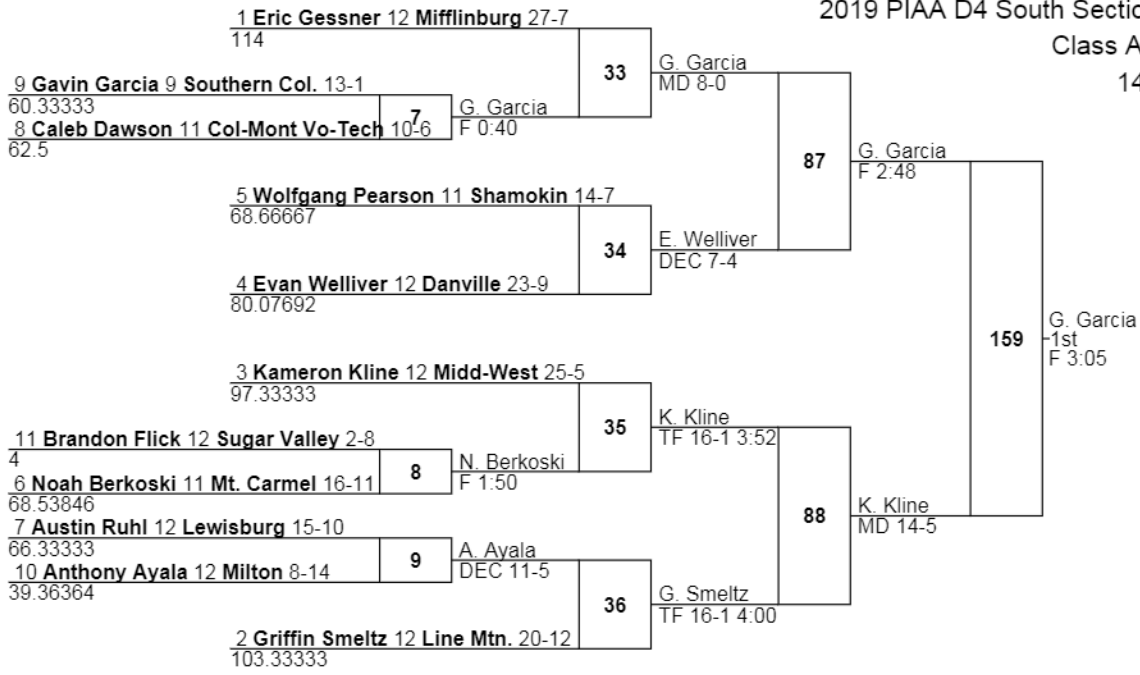 2019 PIAA D4 South Sectio
Class A
14
1 Eric Gessner 12 Mifflinburg 27-7
114
33
G. Garcia
MD 8-0
9 Gavin Garcia 9 Southern Col. 13-1
60.33333
7
G. Garcia
F 0:40
8 Caleb Dawson 11 Col-Mont Vo-Tech 10-6
62.5
87
G. Garcia
F 2:48
5 Wolfgang Pearson 11 Shamokin 14-7
68.66667
34
E. Welliver
DEC 7-4
4 Evan Welliver 12 Danville 23-9
80.07692
159
G. Garcia
1st
F 3:05
3 Kameron Kline 12 Midd-West 25-5
97.33333
35
K. Kline
TF 16-1 3:52
11 Brandon Flick 12 Sugar Valley 2-8
4
8
N. Berkoski
F 1:50
6 Noah Berkoski 11 Mt. Carmel 16-11
68.53846
88
K. Kline
MD 14-5
7 Austin Ruhl 12 Lewisburg 15-10
66.33333
9
A. Ayala
DEC 11-5
10 Anthony Ayala 12 Milton 8-14
39.36364
36
G. Smeltz
TF 16-1 4:00
2 Griffin Smeltz 12 Line Mtn. 20-12
103.33333